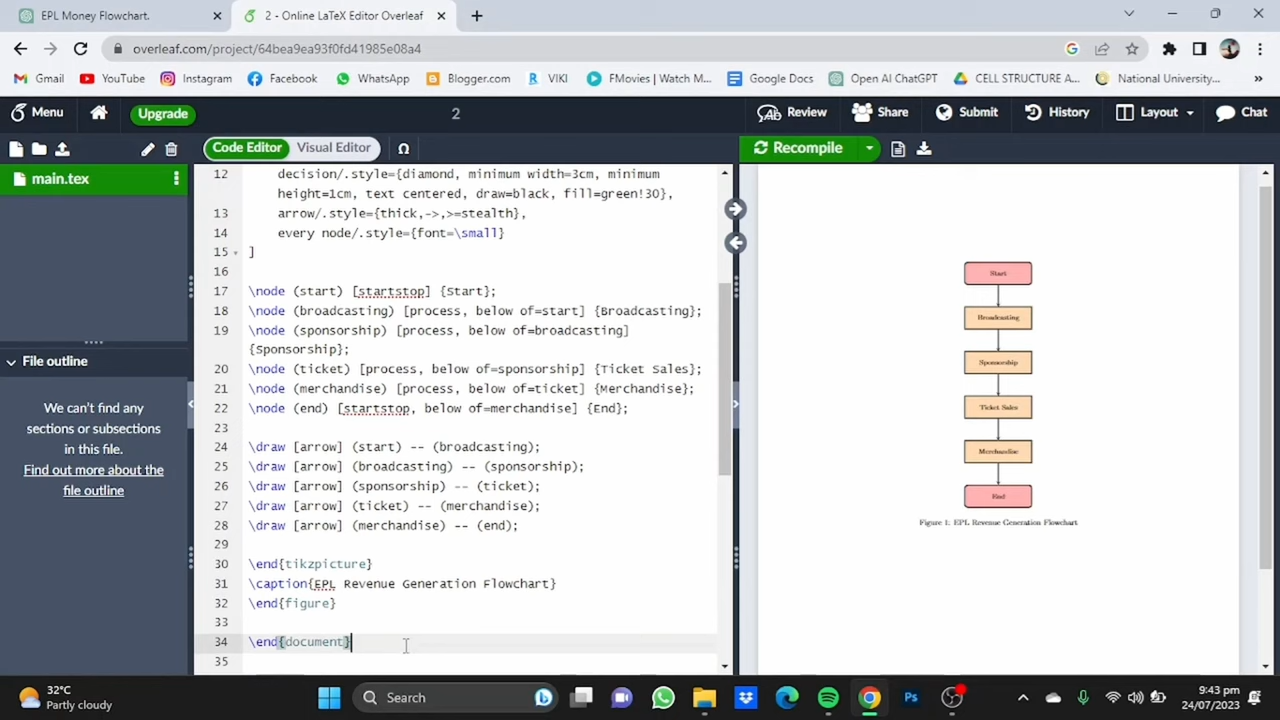 EPL Money Flowchart.
2 - Online LaTeX Editor Overleaf
overleaf.com/project/64bea9ea93f0fd41985e08a4
Gmail YouTube Instagram Facebook WhatsApp Blogger.com VIKI FMovies | Watch M... Google Docs Open AI ChatGPT CELL STRUCTURE A... National University... »
Menu Upgrade 2 Review Share Submit History Layout Chat
Code Editor Visual Editor Ω Recompile
main.tex
File outline
We can't find any
sections or subsections
in this file.
Find out more about the
file outline
12 decision/.style={diamond, minimum width=3cm, minimum
height=1cm, text centered, draw=black, fill=green!30},
13 arrow/.style={thick,->,>=stealth},
14 every node/.style={font=\small}
15 ]
16
17 \node (start) [startstop] {Start};
18 \node (broadcasting) [process, below of=start] {Broadcasting};
19 \node (sponsorship) [process, below of=broadcasting]
{Sponsorship};
20 \node (ticket) [process, below of=sponsorship] {Ticket Sales};
21 \node (merchandise) [process, below of=ticket] {Merchandise};
22 \node (end) [startstop, below of=merchandise] {End};
23
24 \draw [arrow] (start) -- (broadcasting);
25 \draw [arrow] (broadcasting) -- (sponsorship);
26 \draw [arrow] (sponsorship) -- (ticket);
27 \draw [arrow] (ticket) -- (merchandise);
28 \draw [arrow] (merchandise) -- (end);
29
30 \end{tikzpicture}
31 \caption{EPL Revenue Generation Flowchart}
32 \end{figure}
33
34 \end{document}
35
Start
Broadcasting
Sponsorship
Ticket Sales
Merchandise
End
Figure 1: EPL Revenue Generation Flowchart
32°C
Partly cloudy
Search
Ps
9:43 pm
24/07/2023